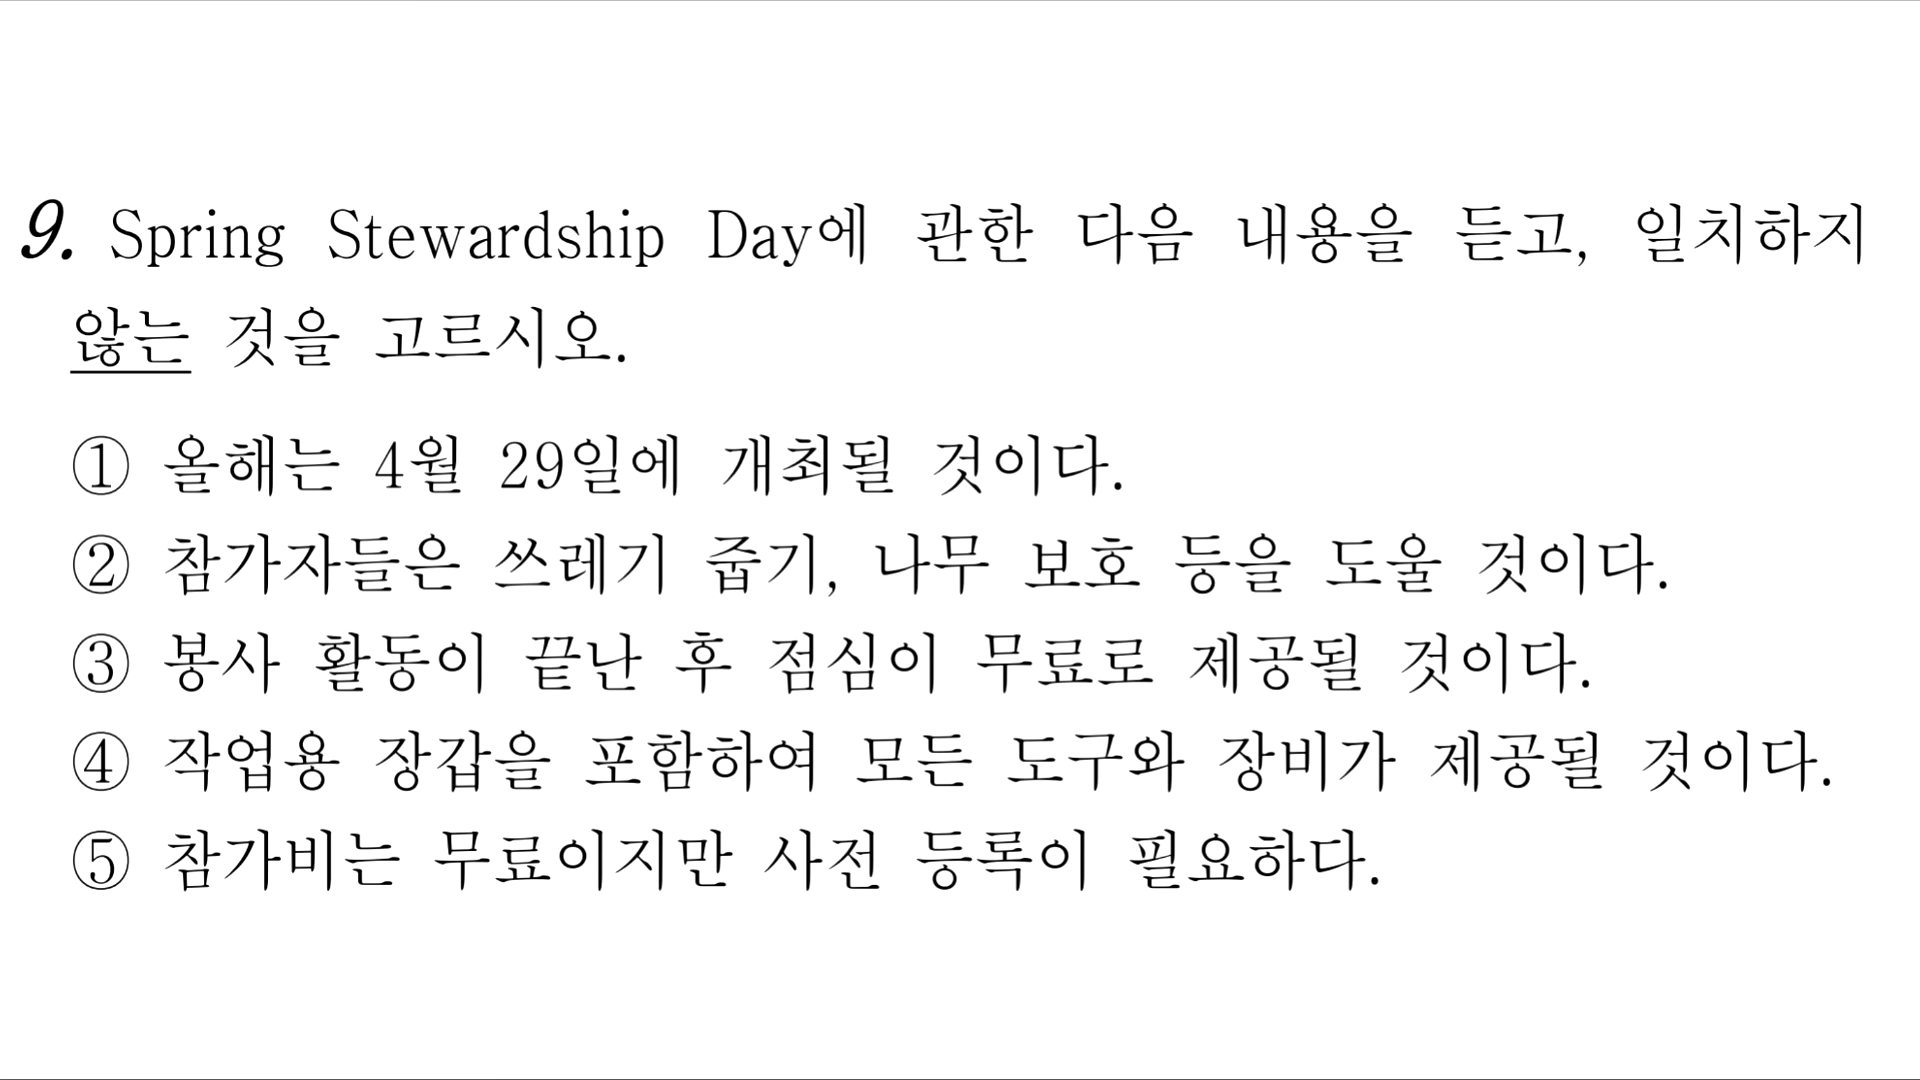 9. Spring Stewardship Day에 관한 다음 내용을 듣고, 일치하지
않는 것을 고르시오.
① 올해는 4월 29일에 개최될 것이다.
② 참가자들은 쓰레기 줍기, 나무 보호 등을 도울 것이다.
③ 봉사 활동이 끝난 후 점심이 무료로 제공될 것이다.
④ 작업용 장갑을 포함하여 모든 도구와 장비가 제공될 것이다.
⑤ 참가비는 무료이지만 사전 등록이 필요하다.